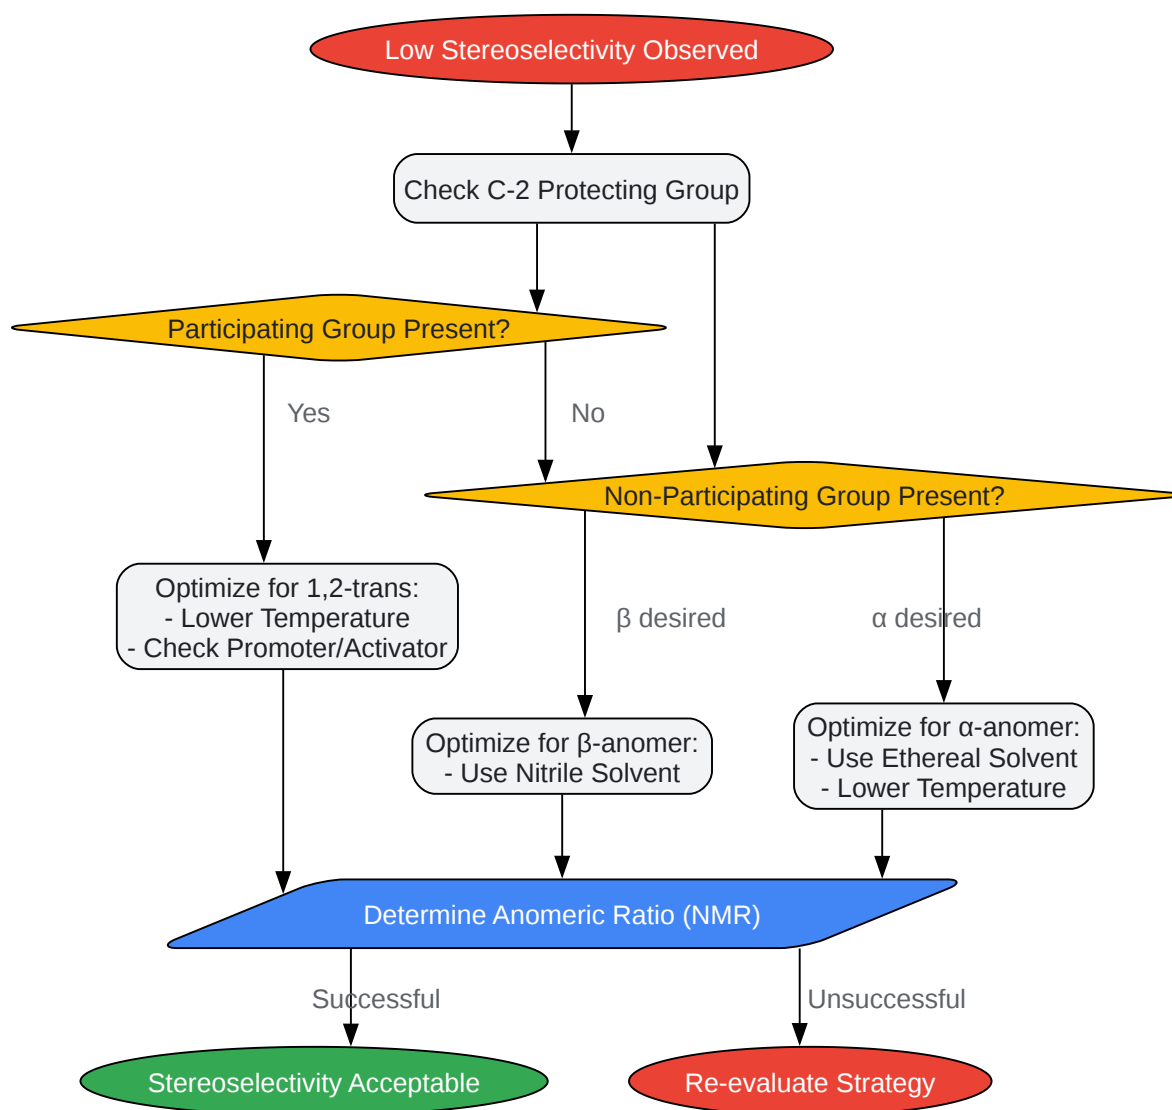 Low Stereoselectivity Observed
Check C-2 Protecting Group
Participating Group Present?
Yes
No
Non-Participating Group Present?
Optimize for 1,2-trans:
- Lower Temperature
- Check Promoter/Activator
β desired
α desired
Optimize for β-anomer:
- Use Nitrile Solvent
Optimize for α-anomer:
- Use Ethereal Solvent
- Lower Temperature
Determine Anomeric Ratio (NMR)
Successful
Unsuccessful
Stereoselectivity Acceptable
Re-evaluate Strategy